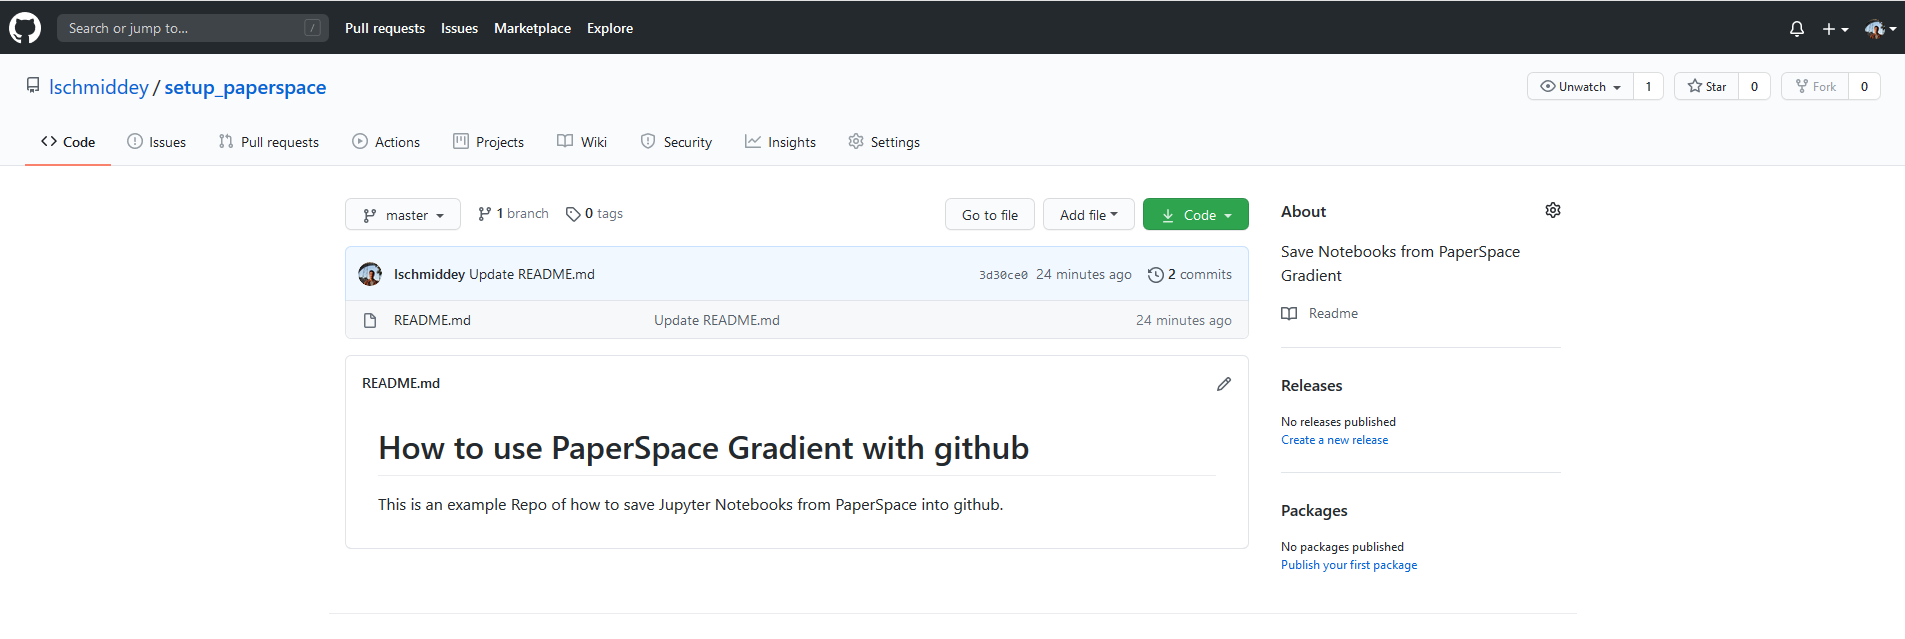 Search or jump to... /
Pull requests Issues Marketplace Explore
lschmiddey / setup_paperspace
Unwatch 1 Star 0 Fork 0
Code Issues Pull requests Actions Projects Wiki Security Insights Settings
master 1 branch 0 tags Go to file Add file Code
lschmiddey Update README.md 3d30ce0 24 minutes ago 2 commits
README.md Update README.md 24 minutes ago
README.md
How to use PaperSpace Gradient with github
This is an example Repo of how to save Jupyter Notebooks from PaperSpace into github.
About
Save Notebooks from PaperSpace
Gradient
Readme
Releases
No releases published
Create a new release
Packages
No packages published
Publish your first package